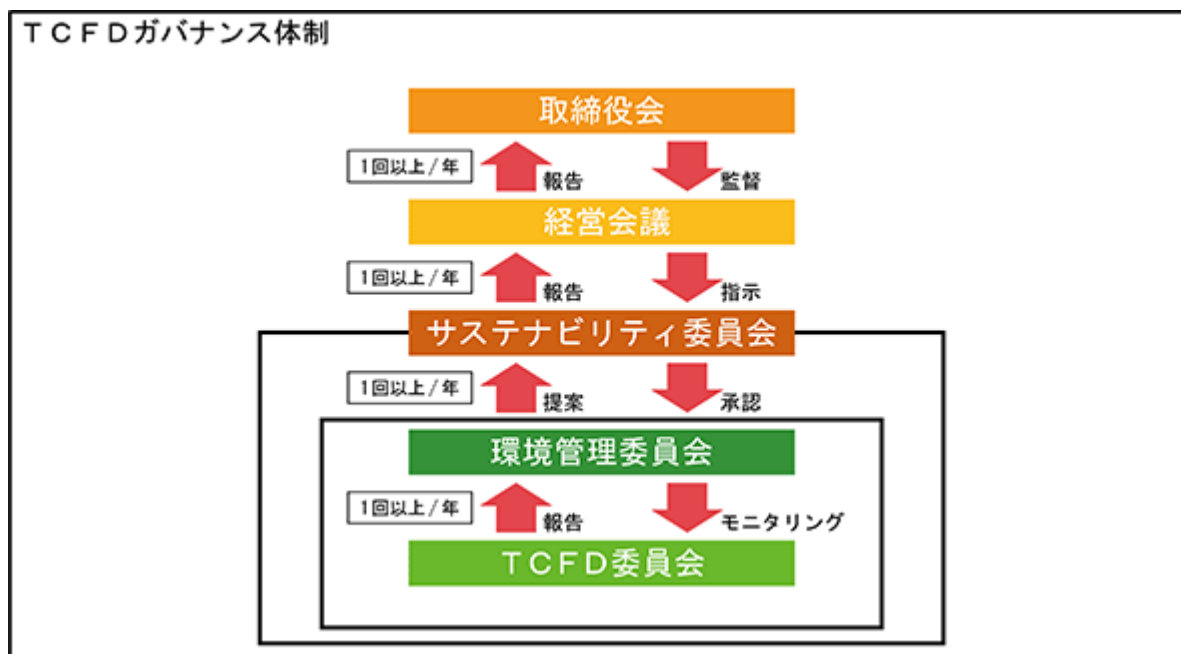 ＴＣＦＤガバナンス体制
取締役会
1回以上/年
報告
監督
経営会議
1回以上/年
報告
指示
サステナビリティ委員会
1回以上/年
提案
承認
環境管理委員会
1回以上/年
報告
モニタリング
ＴＣＦＤ委員会